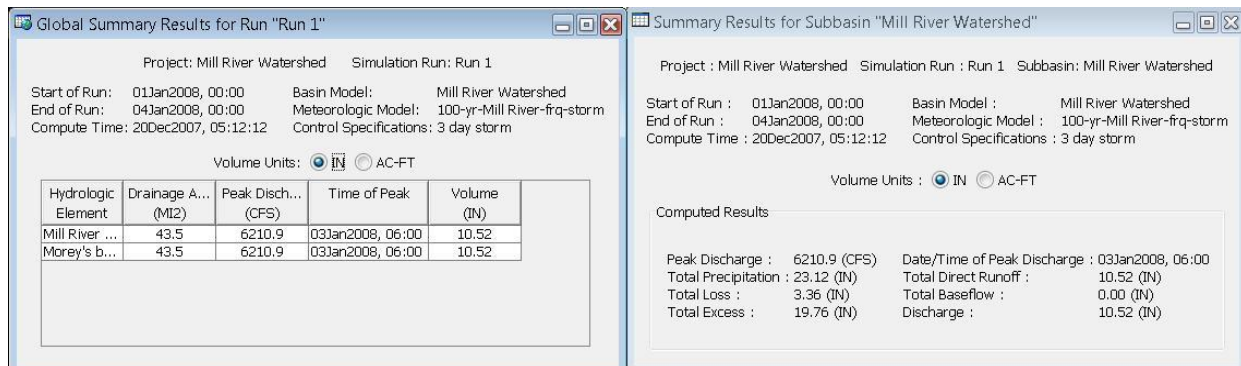 Global Summary Results for Run "Run 1"
Project: Mill River Watershed Simulation Run: Run 1
Start of Run: 01Jan2008, 00:00 Basin Model: Mill River Watershed
End of Run: 04Jan2008, 00:00 Meteorologic Model: 100-yr-Mill River-frq-storm
Compute Time: 20Dec2007, 05:12:12 Control Specifications: 3 day storm
Volume Units: IN AC-FT
Hydrologic Drainage A... Peak Disch... Time of Peak Volume
Element (MI2) (CFS) (IN)
Mill River ... 43.5 6210.9 03Jan2008, 06:00 10.52
Morey's b... 43.5 6210.9 03Jan2008, 06:00 10.52
Summary Results for Subbasin "Mill River Watershed"
Project : Mill River Watershed Simulation Run : Run 1 Subbasin: Mill River Watershed
Start of Run : 01Jan2008, 00:00 Basin Model : Mill River Watershed
End of Run : 04Jan2008, 00:00 Meteorologic Model : 100-yr-Mill River-frq-storm
Compute Time : 20Dec2007, 05:12:12 Control Specifications : 3 day storm
Volume Units : IN AC-FT
Computed Results
Peak Discharge : 6210.9 (CFS) Date/Time of Peak Discharge : 03Jan2008, 06:00
Total Precipitation : 23.12 (IN) Total Direct Runoff : 10.52 (IN)
Total Loss : 3.36 (IN) Total Baseflow : 0.00 (IN)
Total Excess : 19.76 (IN) Discharge : 10.52 (IN)